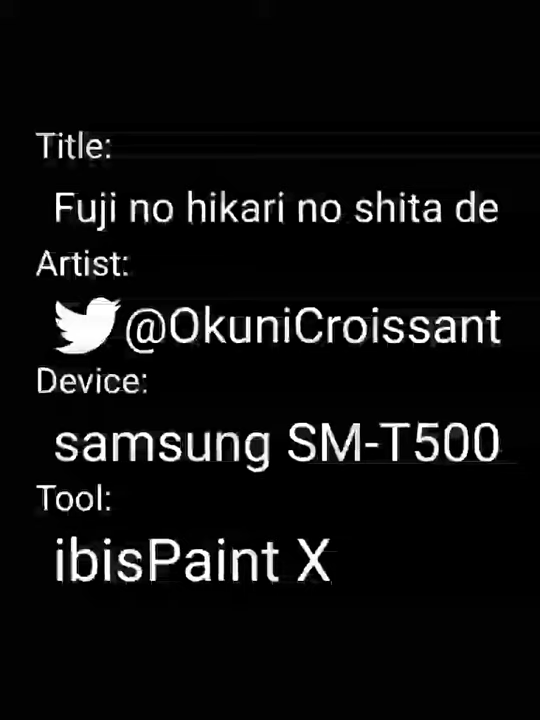 Title:
Fuji no hikari no shita de
Artist:
@OkuniCroissant
Device:
samsung SM-T500
Tool:
ibisPaint X